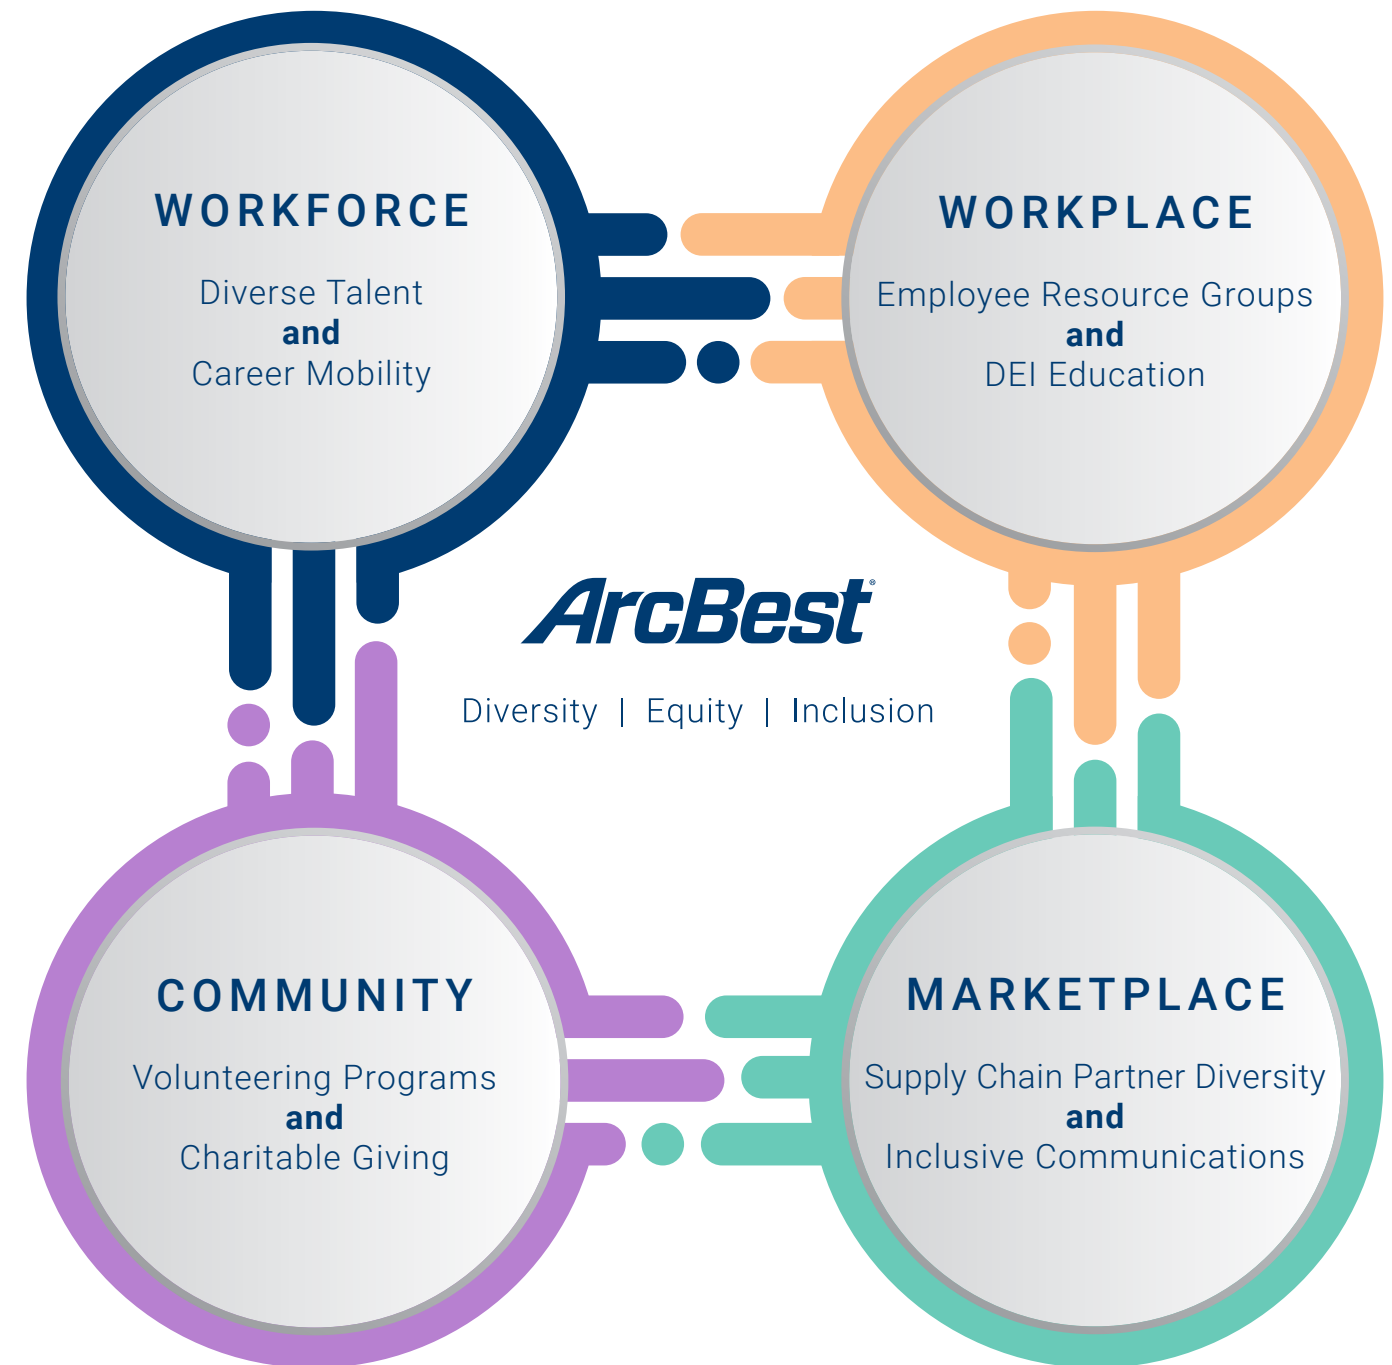 WORKFORCE
Diverse Talent
and
Career Mobility
WORKPLACE
Employee Resource Groups
and
DEI Education
ArcBest®
Diversity | Equity | Inclusion
COMMUNITY
Volunteering Programs
and
Charitable Giving
MARKETPLACE
Supply Chain Partner Diversity
and
Inclusive Communications